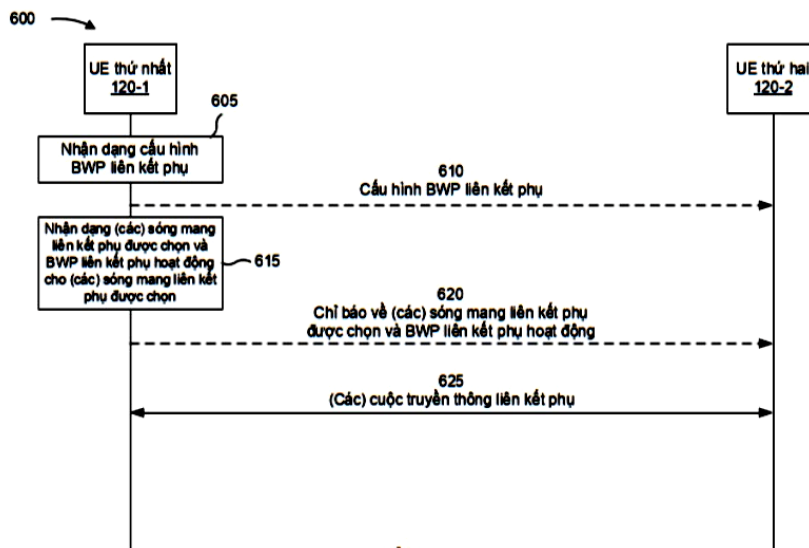 600
UE thứ nhất
120-1
UE thứ hai
120-2
605
Nhận dạng cấu hình
BWP liên kết phụ
610
Cấu hình BWP liên kết phụ
Nhận dạng (các) sóng mang
liên kết phụ được chọn và
BWP liên kết phụ hoạt động
cho (các) sóng mang liên kết
phụ được chọn
615
620
Chỉ báo về (các) sóng mang liên kết phụ
được chọn và BWP liên kết phụ hoạt động
625
(Các) cuộc truyền thông liên kết phụ